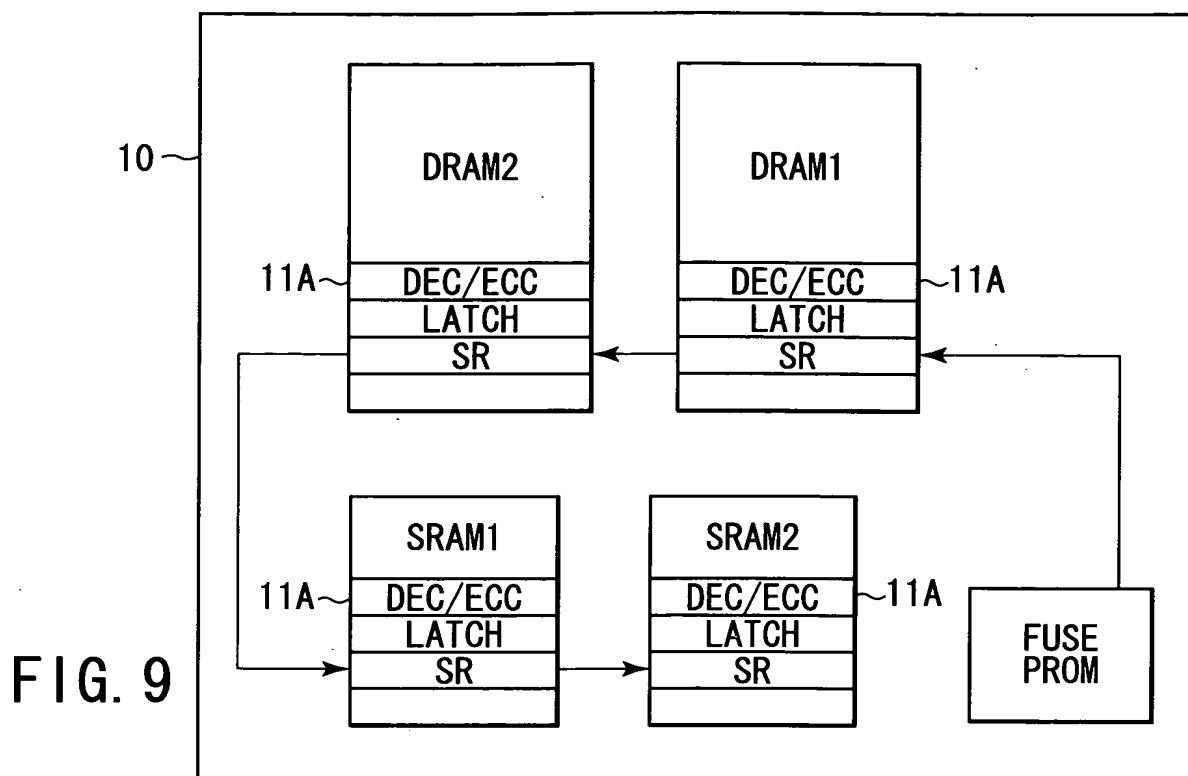 10
DRAM2
DRAM1
11A
DEC/ECC
DEC/ECC
11A
LATCH
LATCH
SR
SR
SRAM1
SRAM2
11A
DEC/ECC
DEC/ECC
11A
LATCH
LATCH
SR
SR
FUSE
PROM
FIG. 9